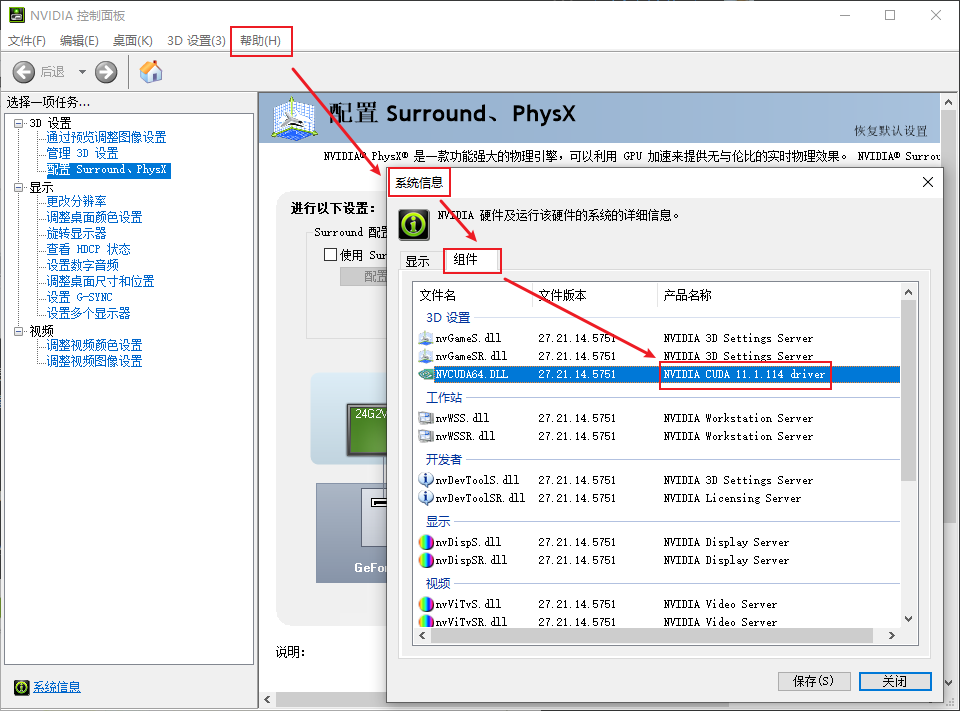 NVIDIA 控制面板
文件(F) 编辑(E) 桌面(K) 3D 设置(3) 帮助(H)
后退
选择一项任务...
3D 设置
通过预览调整图像设置
管理 3D 设置
配置 Surround、PhysX
显示
更改分辨率
调整桌面颜色设置
旋转显示器
查看 HDCP 状态
设置数字音频
调整桌面尺寸和位置
设置 G-SYNC
设置多个显示器
视频
调整视频颜色设置
调整视频图像设置
系统信息
配置 Surround、PhysX
恢复默认设置
NVIDIA® PhysX® 是一款功能强大的物理引擎，可以利用 GPU 加速来提供无与伦比的实时物理效果。 NVIDIA® Surrou
进行以下设置:
Surround 配置
使用 Sur
配置
24G2
GeFor
说明:
系统信息
NVIDIA 硬件及运行该硬件的系统的详细信息。
显示 组件
文件名 文件版本 产品名称
3D 设置
nvGameS.dll 27.21.14.5751 NVIDIA 3D Settings Server
nvGameSR.dll 27.21.14.5751 NVIDIA 3D Settings Server
NVCUDA64.DLL 27.21.14.5751 NVIDIA CUDA 11.1.114 driver
工作站
nvWSS.dll 27.21.14.5751 NVIDIA Workstation Server
nvWSSR.dll 27.21.14.5751 NVIDIA Workstation Server
开发者
nvDevToolS.dll 27.21.14.5751 NVIDIA 3D Settings Server
nvDevToolSR.dll 27.21.14.5751 NVIDIA Licensing Server
显示
nvDispS.dll 27.21.14.5751 NVIDIA Display Server
nvDispSR.dll 27.21.14.5751 NVIDIA Display Server
视频
nvViTvS.dll 27.21.14.5751 NVIDIA Video Server
nvViTvSR.dll 27.21.14.5751 NVIDIA Video Server
保存(S) 关闭